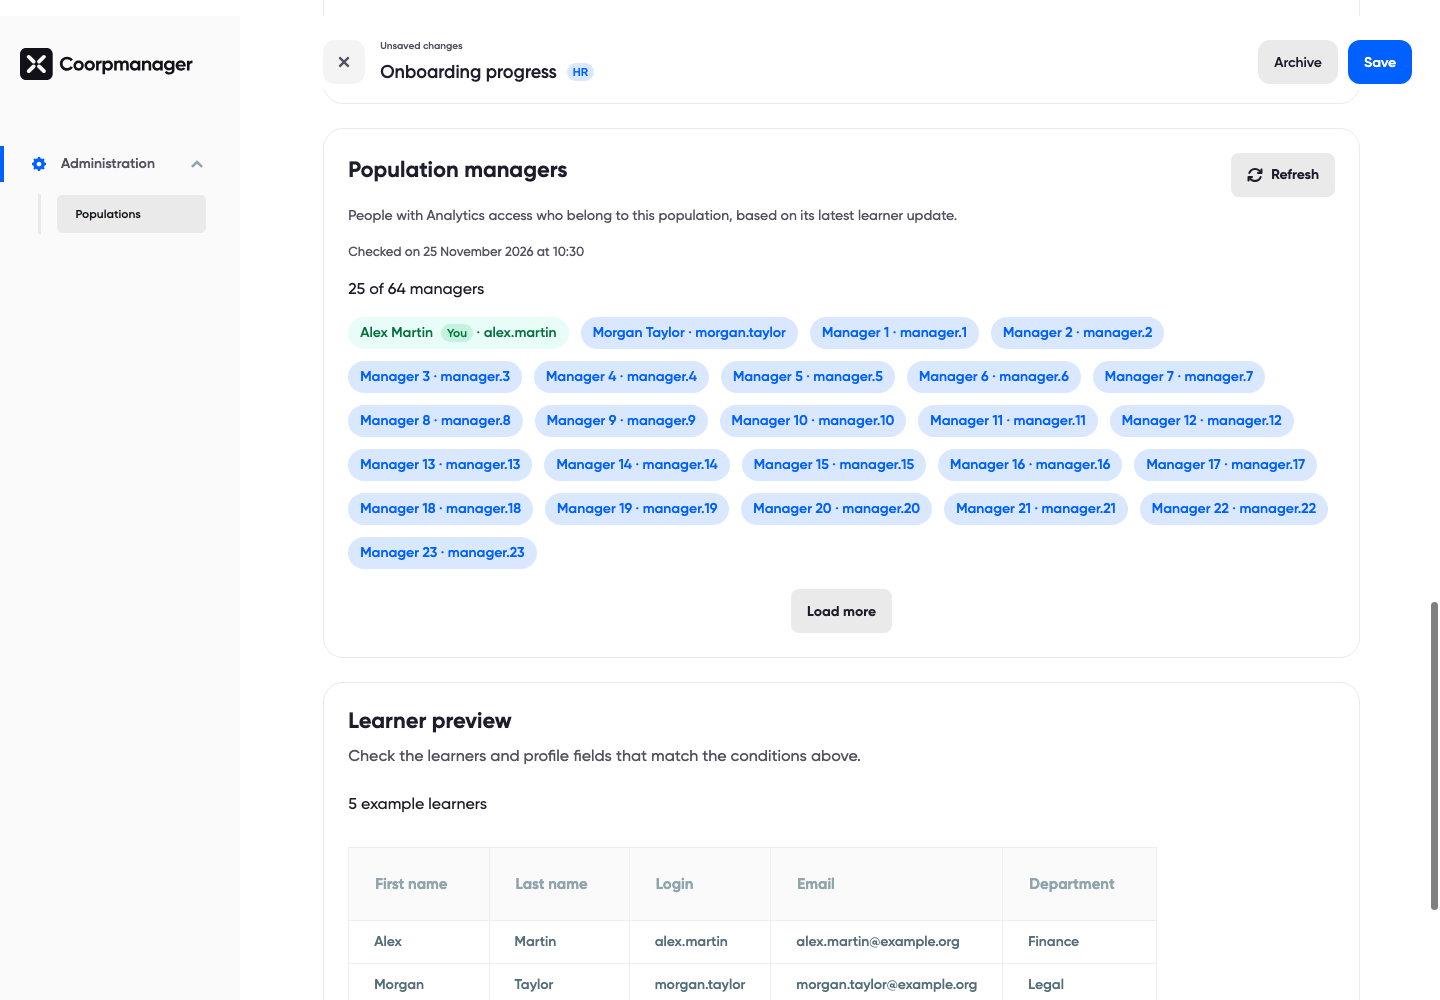 Coorpmanager
Unsaved changes
Onboarding progress HR
Archive
Save
Administration
Populations
Population managers
Refresh
People with Analytics access who belong to this population, based on its latest learner update.
Checked on 25 November 2026 at 10:30
25 of 64 managers
Alex Martin You · alex.martin
Morgan Taylor · morgan.taylor
Manager 1 · manager.1
Manager 2 · manager.2
Manager 3 · manager.3
Manager 4 · manager.4
Manager 5 · manager.5
Manager 6 · manager.6
Manager 7 · manager.7
Manager 8 · manager.8
Manager 9 · manager.9
Manager 10 · manager.10
Manager 11 · manager.11
Manager 12 · manager.12
Manager 13 · manager.13
Manager 14 · manager.14
Manager 15 · manager.15
Manager 16 · manager.16
Manager 17 · manager.17
Manager 18 · manager.18
Manager 19 · manager.19
Manager 20 · manager.20
Manager 21 · manager.21
Manager 22 · manager.22
Manager 23 · manager.23
Load more
Learner preview
Check the learners and profile fields that match the conditions above.
5 example learners
First name Last name Login Email Department
Alex Martin alex.martin alex.martin@example.org Finance
Morgan Taylor morgan.taylor morgan.taylor@example.org Legal